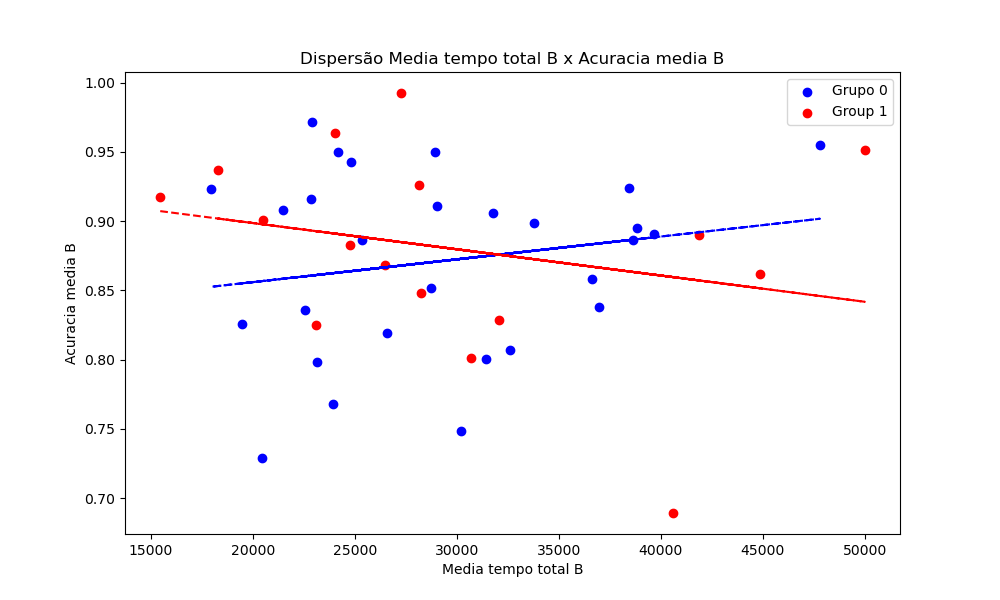 Dispersão Media tempo total B x Acuracia media B
Grupo 0
Group 1
Acuracia media B
1.00
0.95
0.90
0.85
0.80
0.75
0.70
15000 20000 25000 30000 35000 40000 45000 50000
Media tempo total B